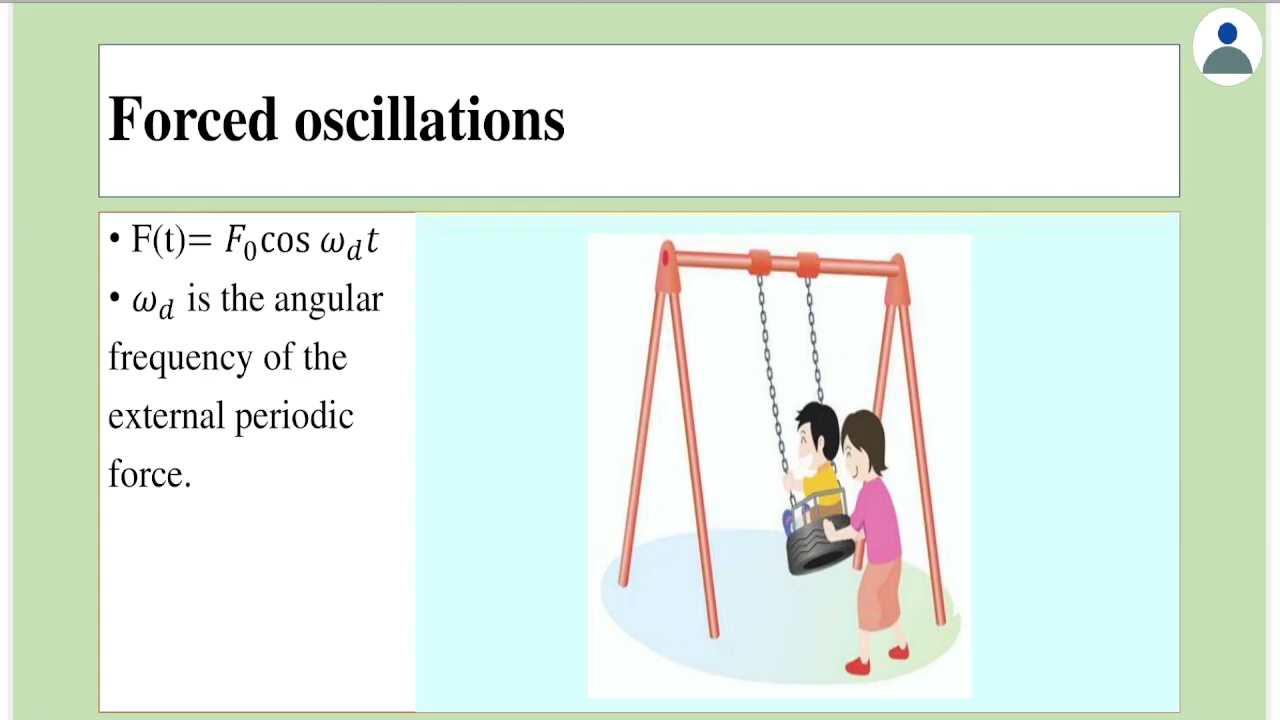 Forced oscillations
• F(t)= 𝐹₀cos 𝜔_d 𝑡
• 𝜔_d is the angular
frequency of the
external periodic
force.